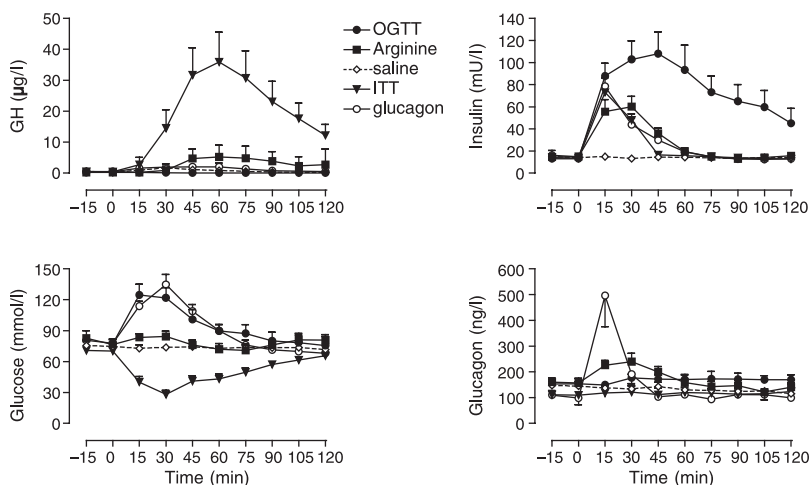 50
40
30
20
10
0
GH (µg/l)
−15 0 15 30 45 60 75 90 105 120
OGTT
Arginine
saline
ITT
glucagon
140
120
100
80
60
40
20
0
Insulin (mU/l)
−15 0 15 30 45 60 75 90 105 120
150
120
90
60
30
0
Glucose (mmol/l)
−15 0 15 30 45 60 75 90 105 120
Time (min)
600
500
400
300
200
100
0
Glucagon (ng/l)
−15 0 15 30 45 60 75 90 105 120
Time (min)